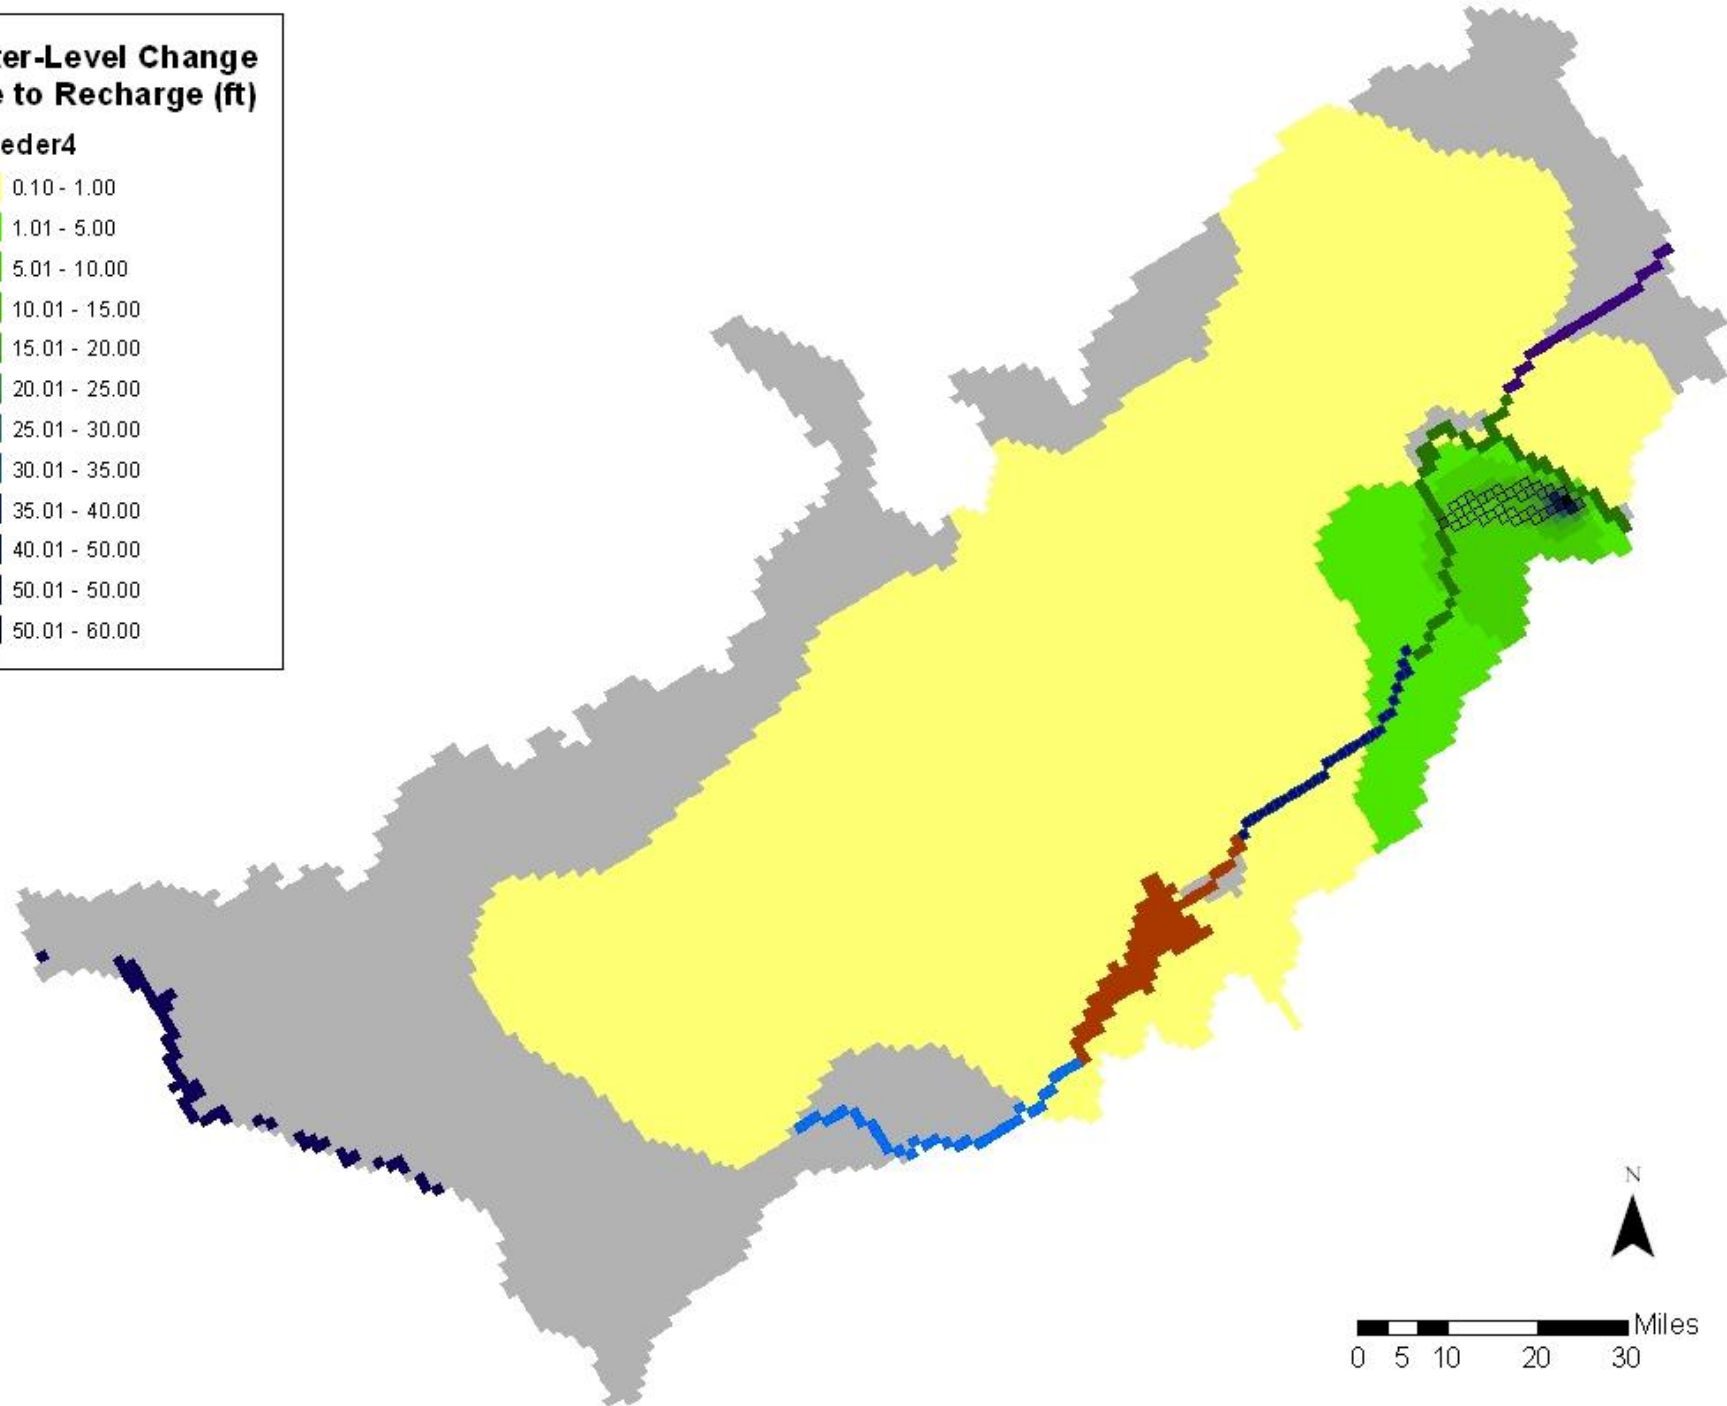 ter-Level Change
e to Recharge (ft)
eder4
0.10 - 1.00
1.01 - 5.00
5.01 - 10.00
10.01 - 15.00
15.01 - 20.00
20.01 - 25.00
25.01 - 30.00
30.01 - 35.00
35.01 - 40.00
40.01 - 50.00
50.01 - 50.00
50.01 - 60.00
N
Miles
0 5 10 20 30